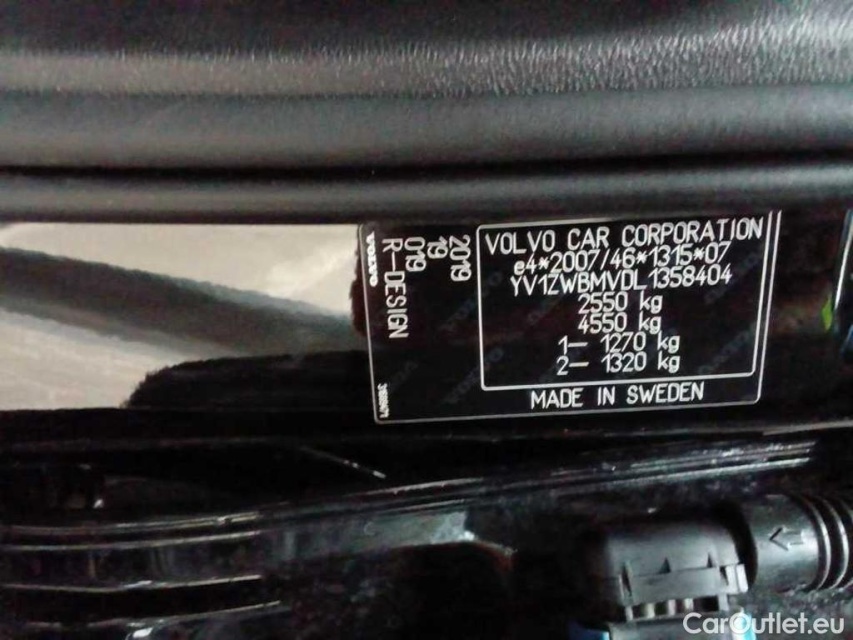 VOLVO CAR CORPORATION
e4*2007/46*1315*07
YV1ZWBMVDL1358404
2550 kg
4550 kg
1- 1270 kg
2- 1320 kg
MADE IN SWEDEN
2019
19
019
R-DESIGN
VOLVO
CarOutlet.eu